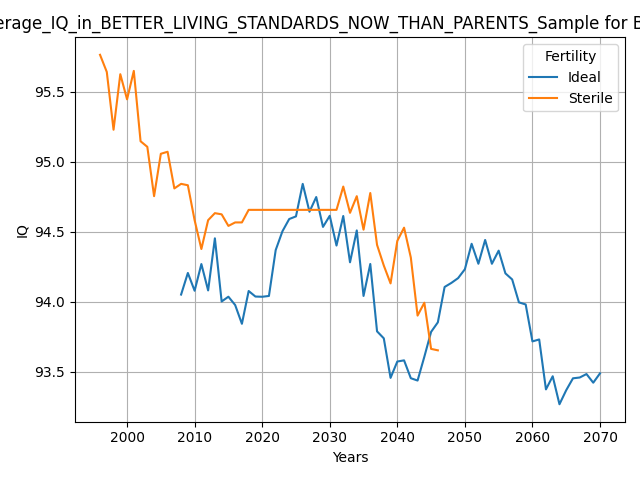 erage_IQ_in_BETTER_LIVING_STANDARDS_NOW_THAN_PARENTS_Sample for E
Fertility
Ideal
Sterile
95.5
95.0
94.5
94.0
93.5
IQ
2000 2010 2020 2030 2040 2050 2060 2070
Years